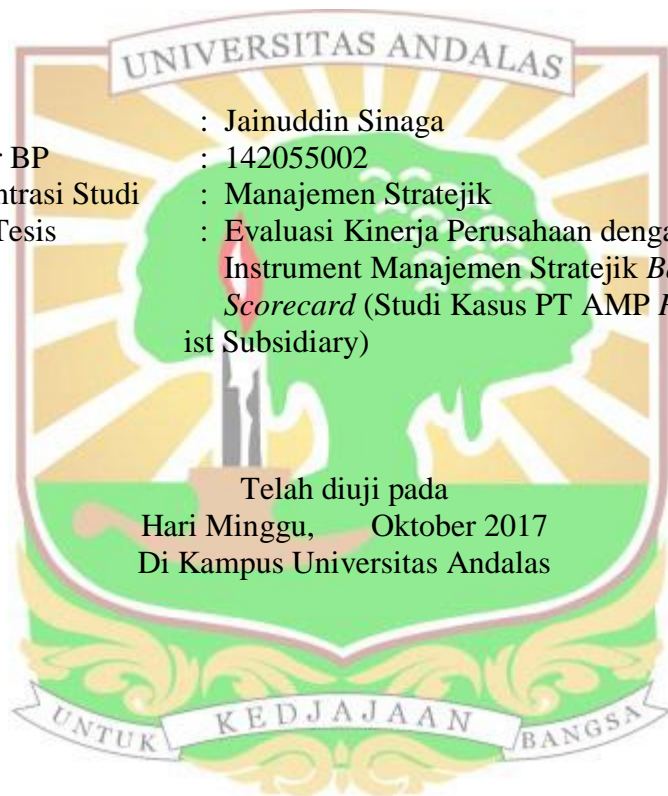 UNIVERSITAS ANDALAS
: Jainuddin Sinaga
BP : 142055002
ntrasi Studi : Manajemen Stratejik
Tesis : Evaluasi Kinerja Perusahaan denga
Instrument Manajemen Stratejik
Scorecard (Studi Kasus PT AMP
ist Subsidiary)
Telah diuji pada
Hari Minggu, Oktober 2017
Di Kampus Universitas Andalas
UNTUK KEDJAJAAN BANGSA